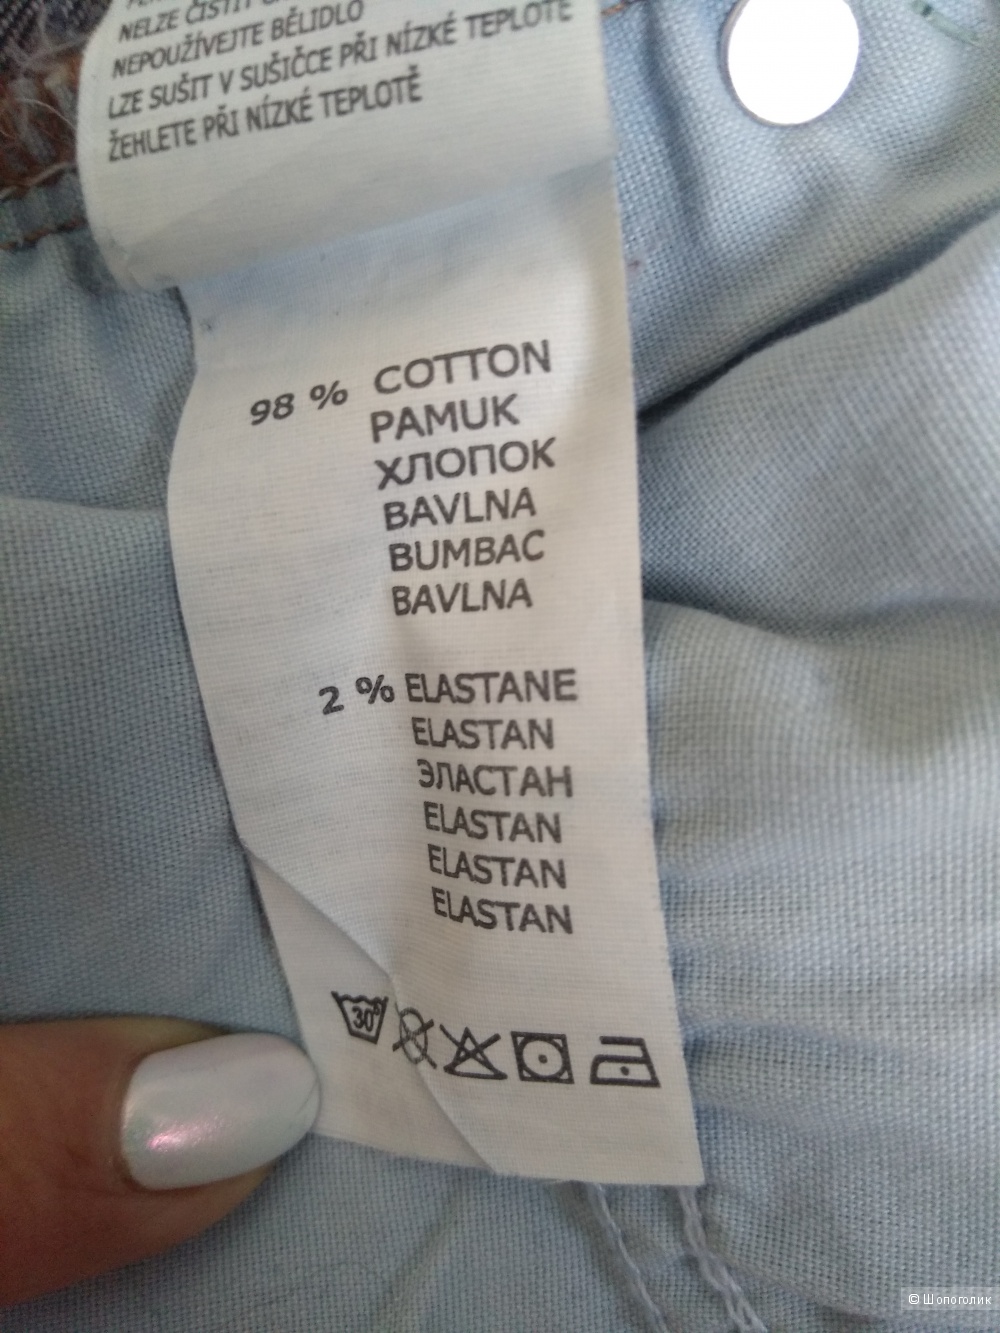 NELZE ČISTIT
NEPOUŽÍVEJTE BĚLIDLO
LZE SUŠIT V SUŠIČCE PŘI NÍZKÉ TEPLOTĚ
ŽEHLETE PŘI NÍZKÉ TEPLOTĚ
98 % COTTON
PAMUK
ХЛОПОК
BAVLNA
BUMBAC
BAVLNA
2 % ELASTANE
ELASTAN
ЭЛАСТАН
ELASTAN
ELASTAN
ELASTAN
30°
© Шопоголик